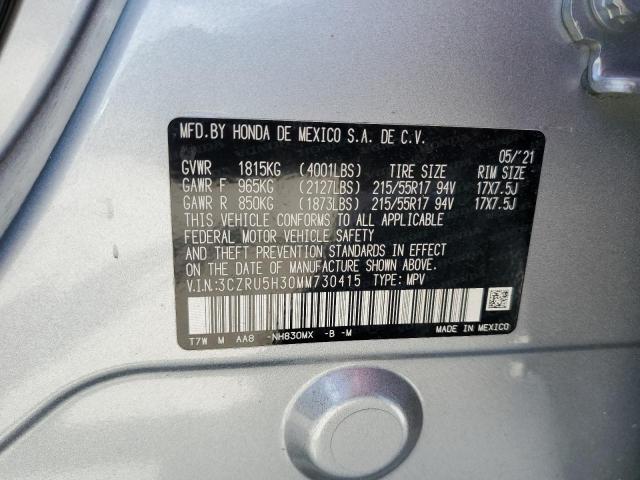 MFD.BY HONDA DE MEXICO S.A. DE C.V.
05/'21
GVWR 1815KG (4001LBS) TIRE SIZE RIM SIZE
GAWR F 965KG (2127LBS) 215/55R17 94V 17X7.5J
GAWR R 850KG (1873LBS) 215/55R17 94V 17X7.5J
THIS VEHICLE CONFORMS TO ALL APPLICABLE
FEDERAL MOTOR VEHICLE SAFETY
AND THEFT PREVENTION STANDARDS IN EFFECT
ON THE DATE OF MANUFACTURE SHOWN ABOVE.
V.I.N:3CZRU5H30MM730415 TYPE: MPV
T7W M AA8 -NH830MX -B -M
MADE IN MEXICO